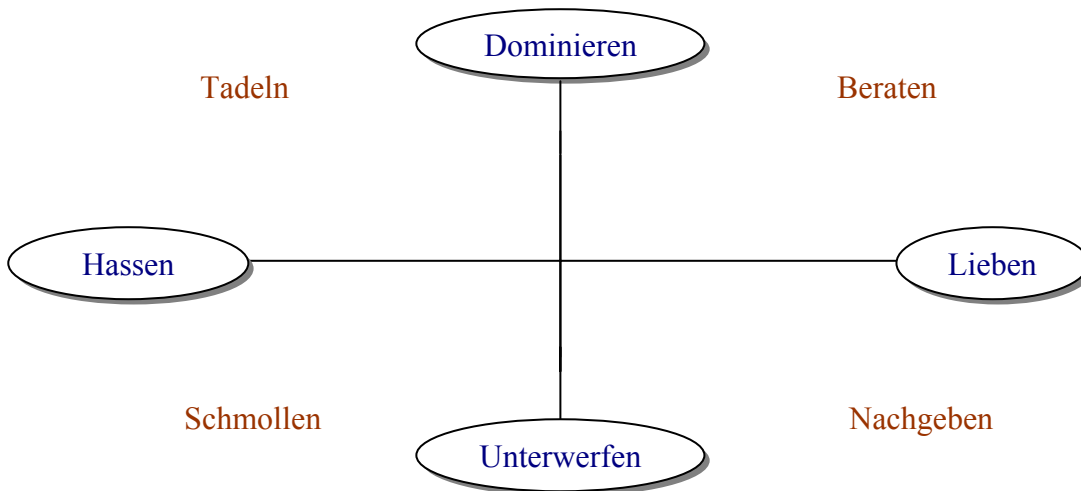 Dominieren
Tadeln
Beraten
Hassen
Lieben
Schmollen
Nachgeben
Unterwerfen